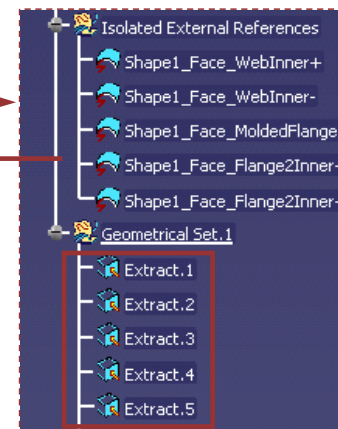 Isolated External References
Shape1_Face_WebInner+
Shape1_Face_WebInner-
Shape1_Face_MoldedFlange
Shape1_Face_Flange2Inner-
Shape1_Face_Flange2Inner-
Geometrical Set.1
Extract.1
Extract.2
Extract.3
Extract.4
Extract.5